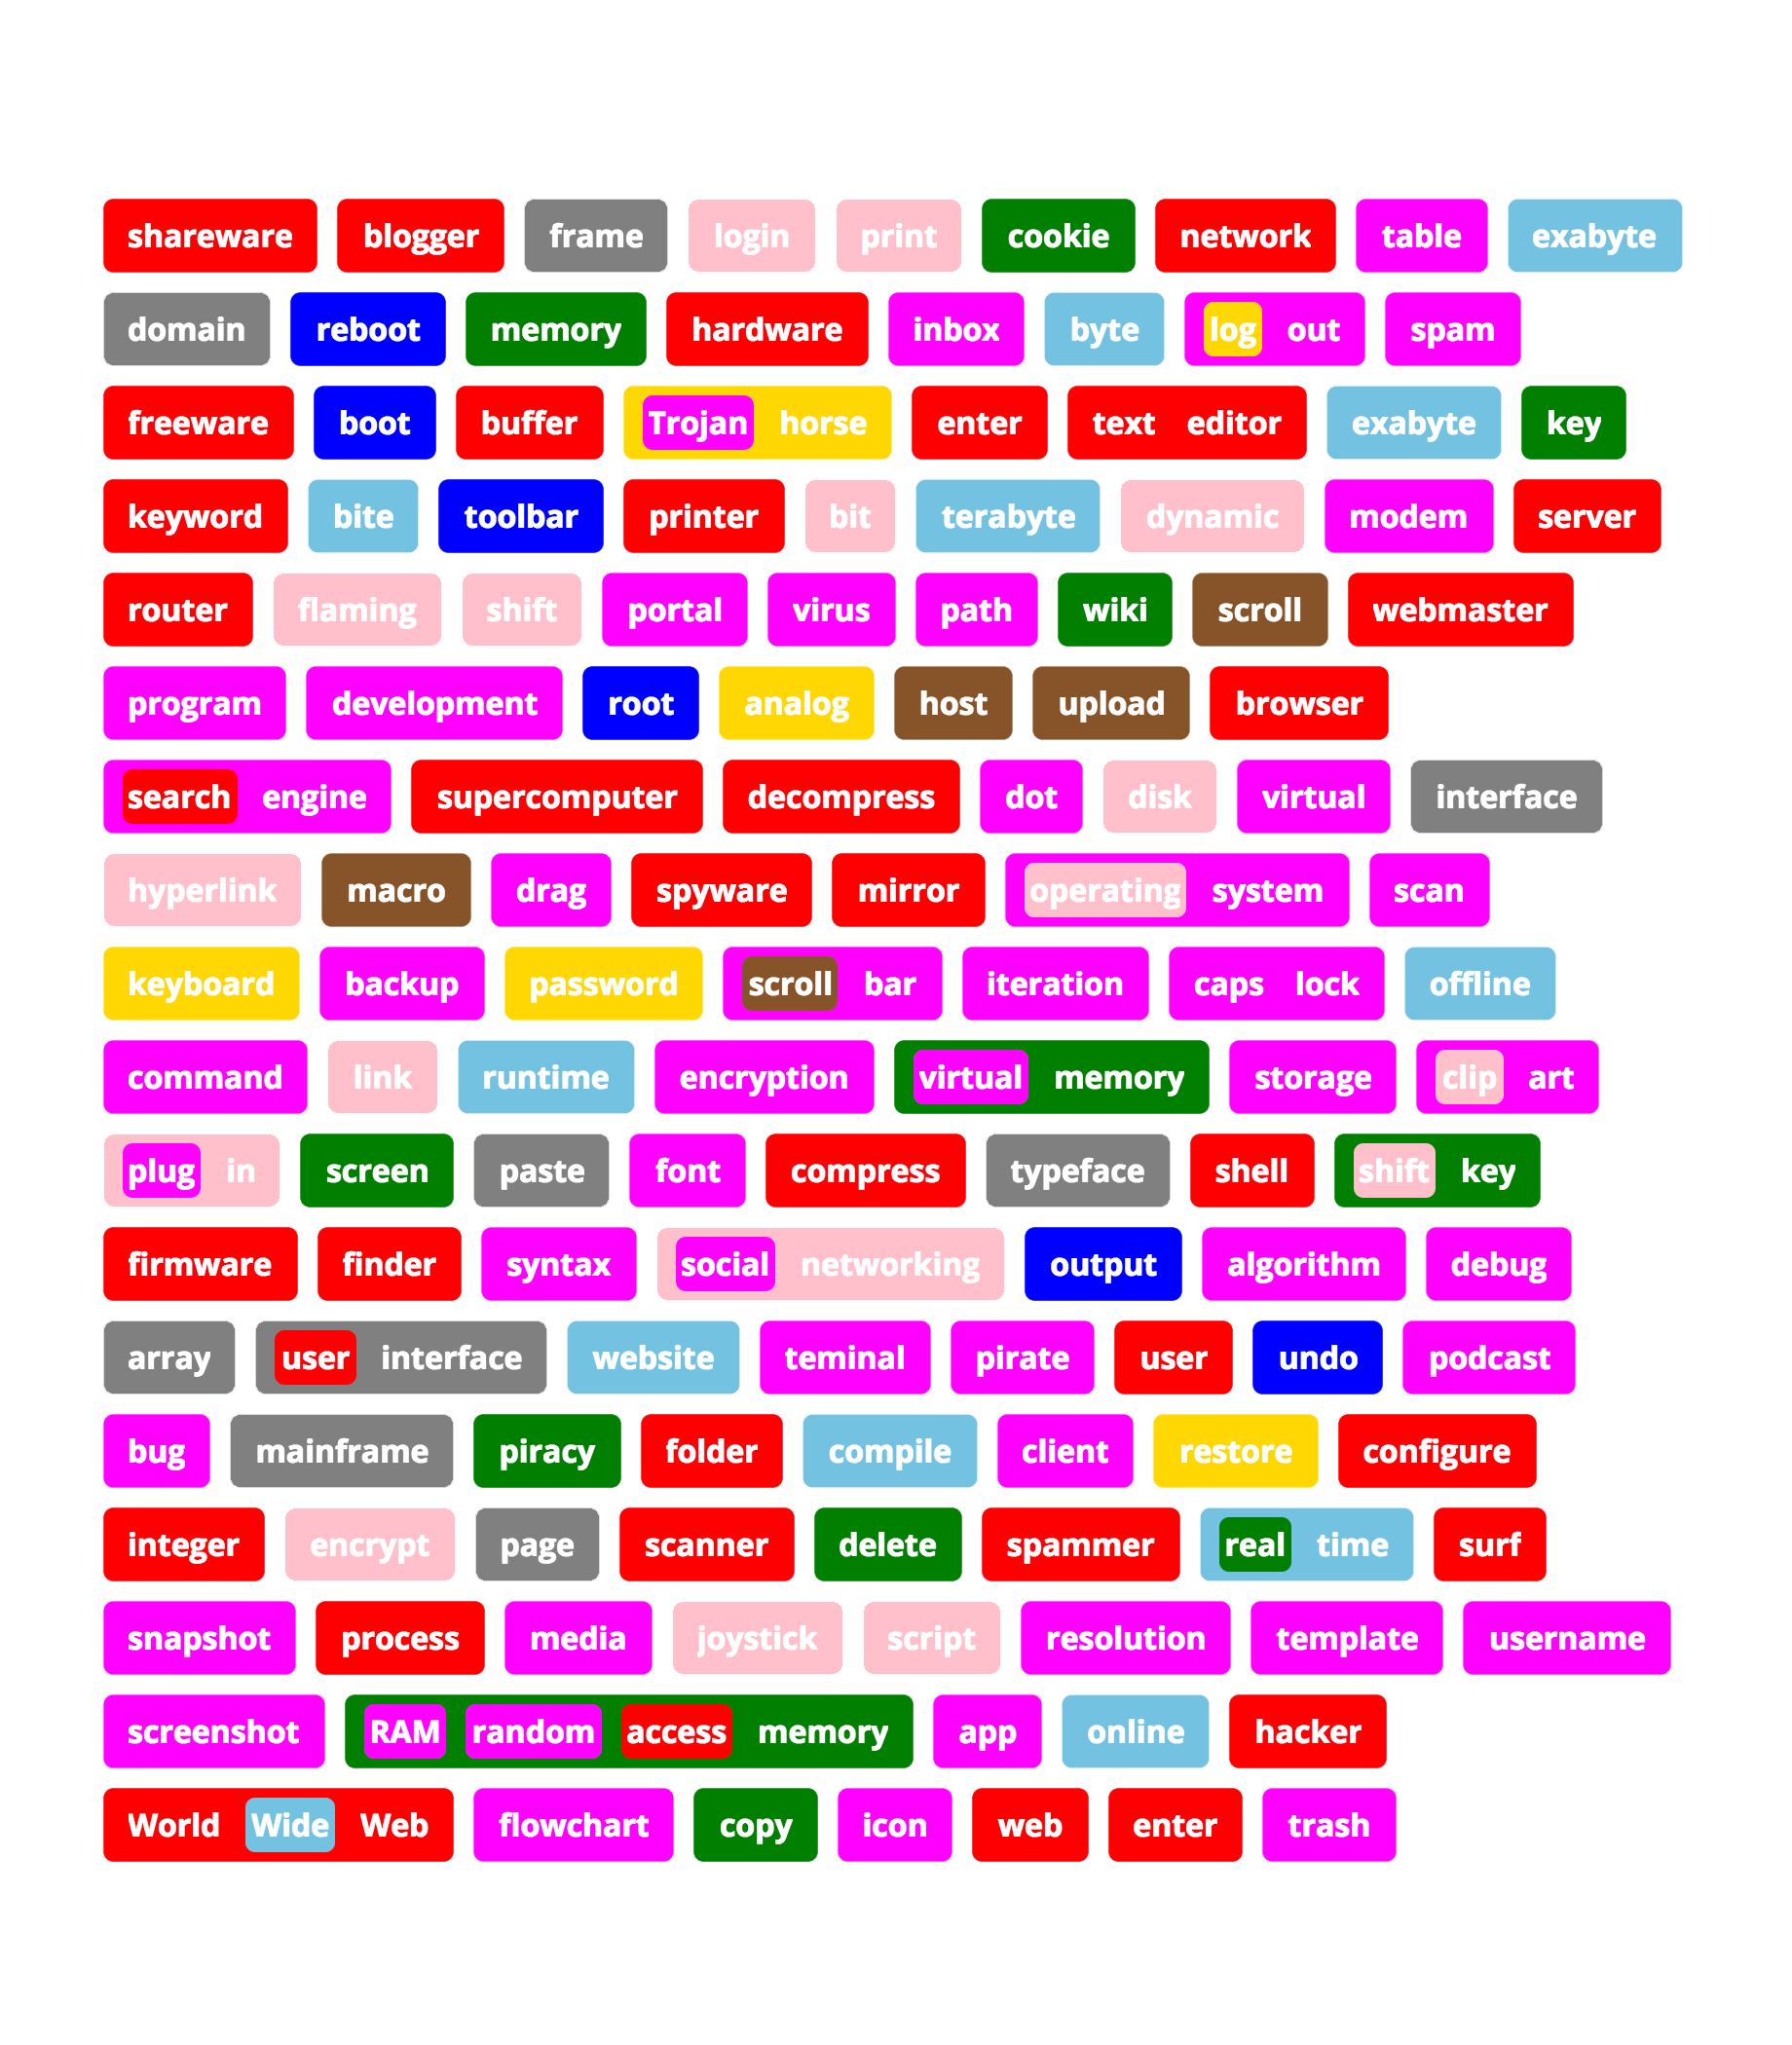 shareware blogger frame login print cookie network table exabyte
domain reboot memory hardware inbox byte log out spam
freeware boot buffer Trojan horse enter text editor exabyte key
keyword bite toolbar printer bit terabyte dynamic modem server
router flaming shift portal virus path wiki scroll webmaster
program development root analog host upload browser
search engine supercomputer decompress dot disk virtual interface
hyperlink macro drag spyware mirror operating system scan
keyboard backup password scroll bar iteration caps lock offline
command link runtime encryption virtual memory storage clip art
plug in screen paste font compress typeface shell shift key
firmware finder syntax social networking output algorithm debug
array user interface website teminal pirate user undo podcast
bug mainframe piracy folder compile client restore configure
integer encrypt page scanner delete spammer real time surf
snapshot process media joystick script resolution template username
screenshot RAM random access memory app online hacker
World Wide Web flowchart copy icon web enter trash